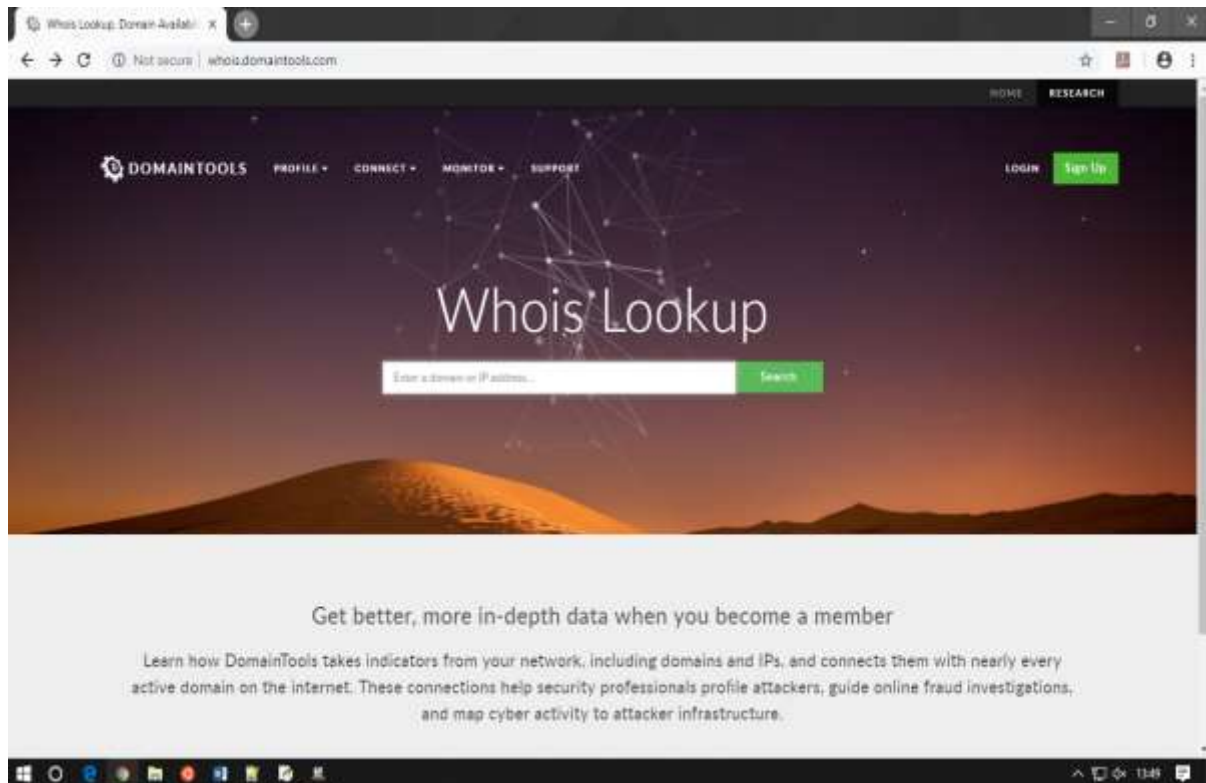 Whois Lookup. Domain Availabi
Not secure | whois.domaintools.com
HOME RESEARCH
DOMAINTOOLS PROFILE CONNECT MONITOR SUPPORT LOGIN Sign Up
Whois Lookup
Enter a domain or IP address... Search
Get better, more in-depth data when you become a member
Learn how DomainTools takes indicators from your network, including domains and IPs, and connects them with nearly every
active domain on the internet. These connections help security professionals profile attackers, guide online fraud investigations,
and map cyber activity to attacker infrastructure.
13:49